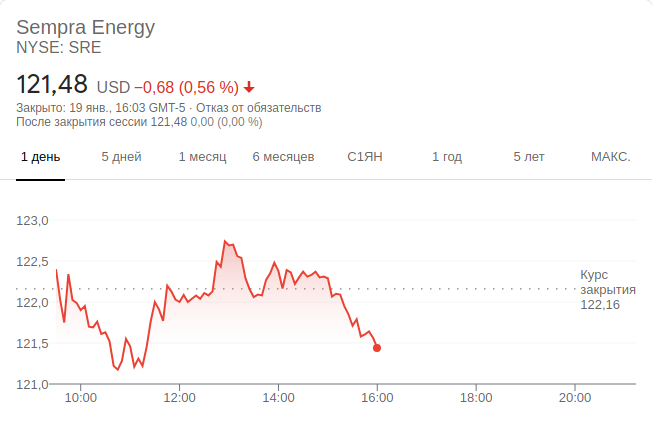 Sempra Energy
NYSE: SRE
121,48 USD −0,68 (0,56 %)
Закрыто: 19 янв., 16:03 GMT-5 · Отказ от обязательств
После закрытия сессии 121,48 0,00 (0,00 %)
1 день 5 дней 1 месяц 6 месяцев С1ЯН 1 год 5 лет МАКС.
123,0
122,5
Курс
закрытия
122,16
122,0
121,5
121,0
10:00 12:00 14:00 16:00 18:00 20:00